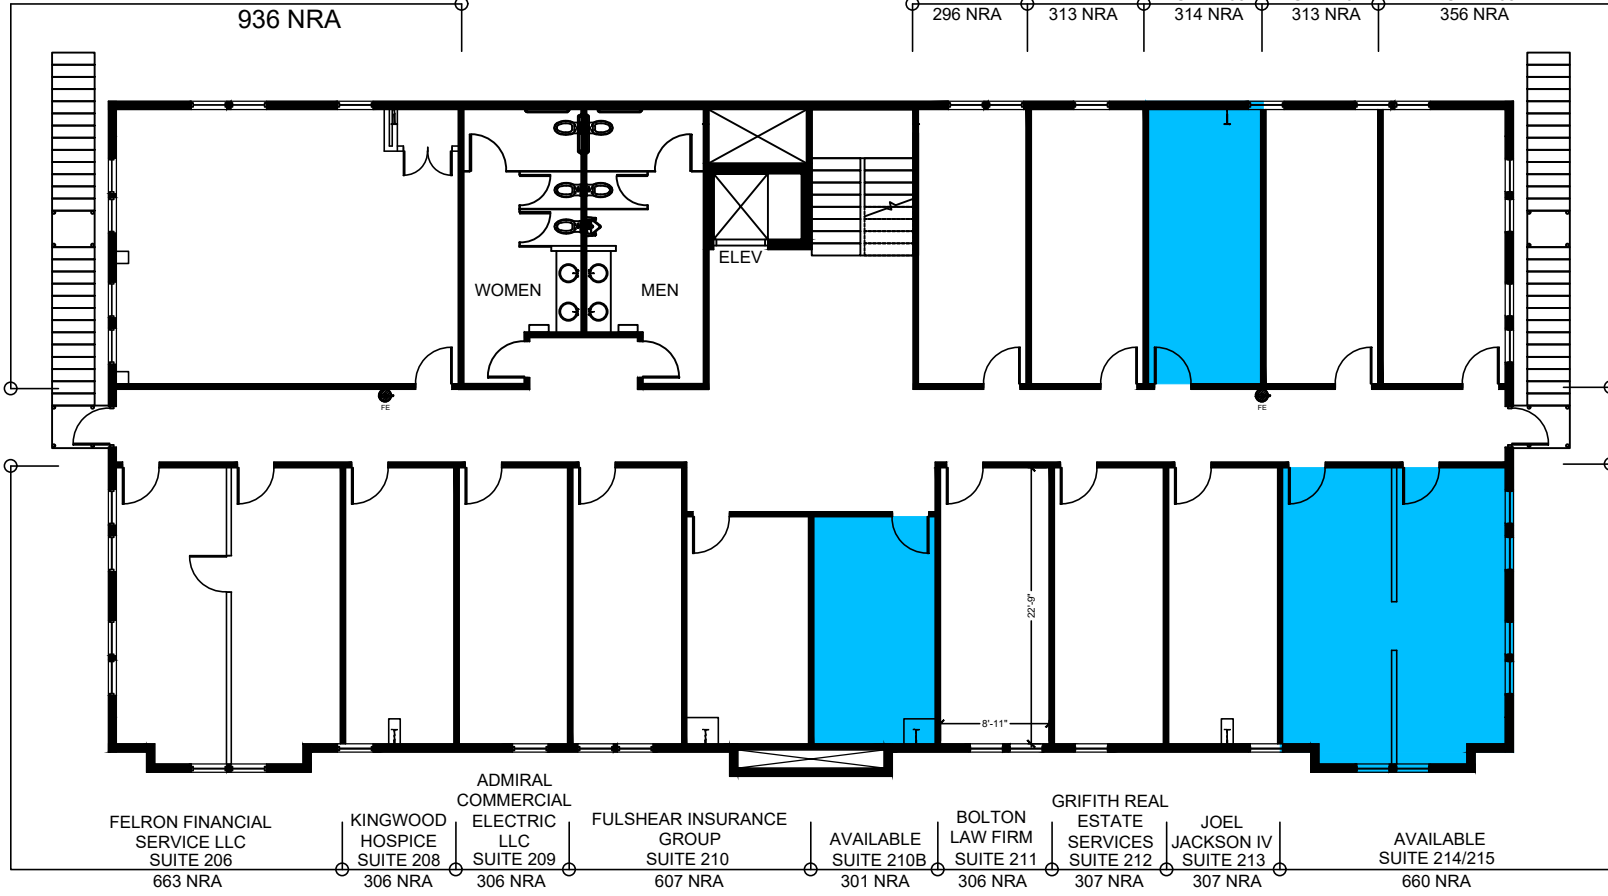 936 NRA
296 NRA
313 NRA
314 NRA
313 NRA
356 NRA
ELEV
WOMEN
MEN
FE
FE
22'-9"
8'-11"
FELRON FINANCIAL
SERVICE LLC
SUITE 206
663 NRA
KINGWOOD
HOSPICE
SUITE 208
306 NRA
ADMIRAL
COMMERCIAL
ELECTRIC
LLC
SUITE 209
306 NRA
FULSHEAR INSURANCE
GROUP
SUITE 210
607 NRA
AVAILABLE
SUITE 210B
301 NRA
BOLTON
LAW FIRM
SUITE 211
306 NRA
GRIFITH REAL
ESTATE
SERVICES
SUITE 212
307 NRA
JOEL
JACKSON IV
SUITE 213
307 NRA
AVAILABLE
SUITE 214/215
660 NRA